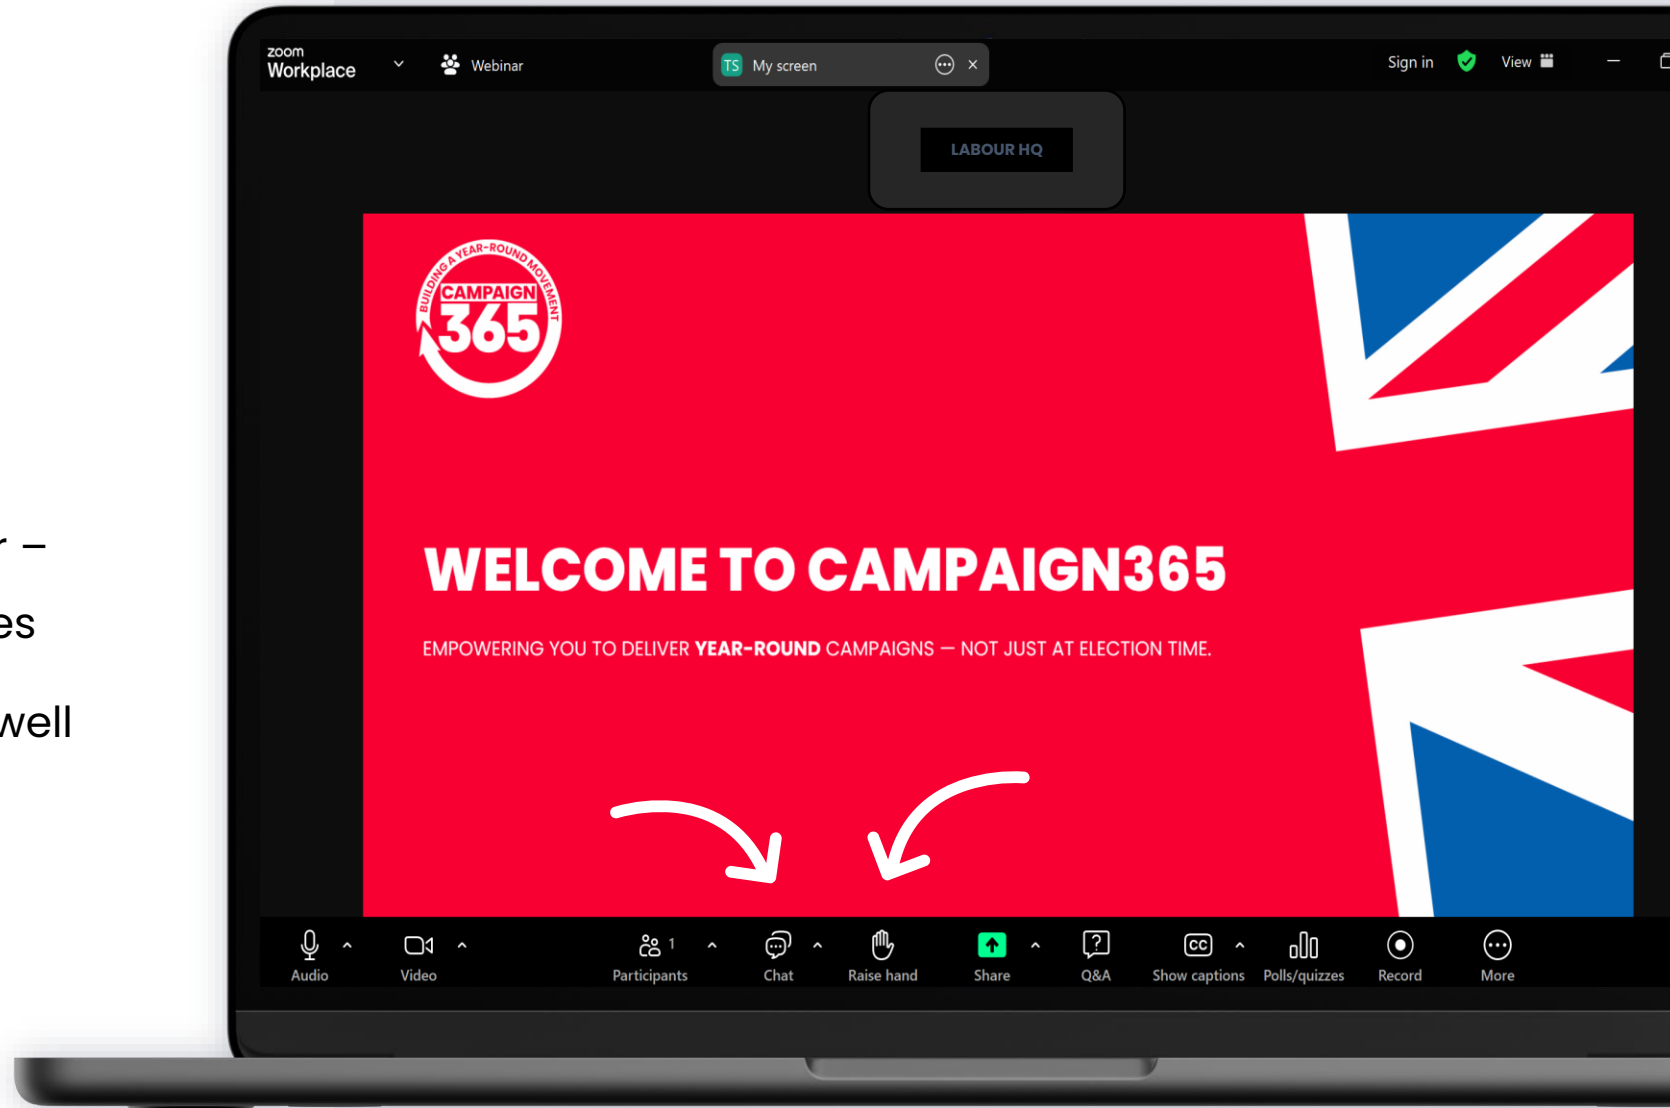 zoom
Workplace
Webinar
TS My screen
Sign in
View
LABOUR HQ
BUILDING A YEAR-ROUND MOVEMENT
CAMPAIGN
365
WELCOME TO CAMPAIGN365
EMPOWERING YOU TO DELIVER YEAR-ROUND CAMPAIGNS — NOT JUST AT ELECTION TIME.
r –
es
well
1
CC
Audio
Video
Participants
Chat
Raise hand
Share
Q&A
Show captions
Polls/quizzes
Record
More